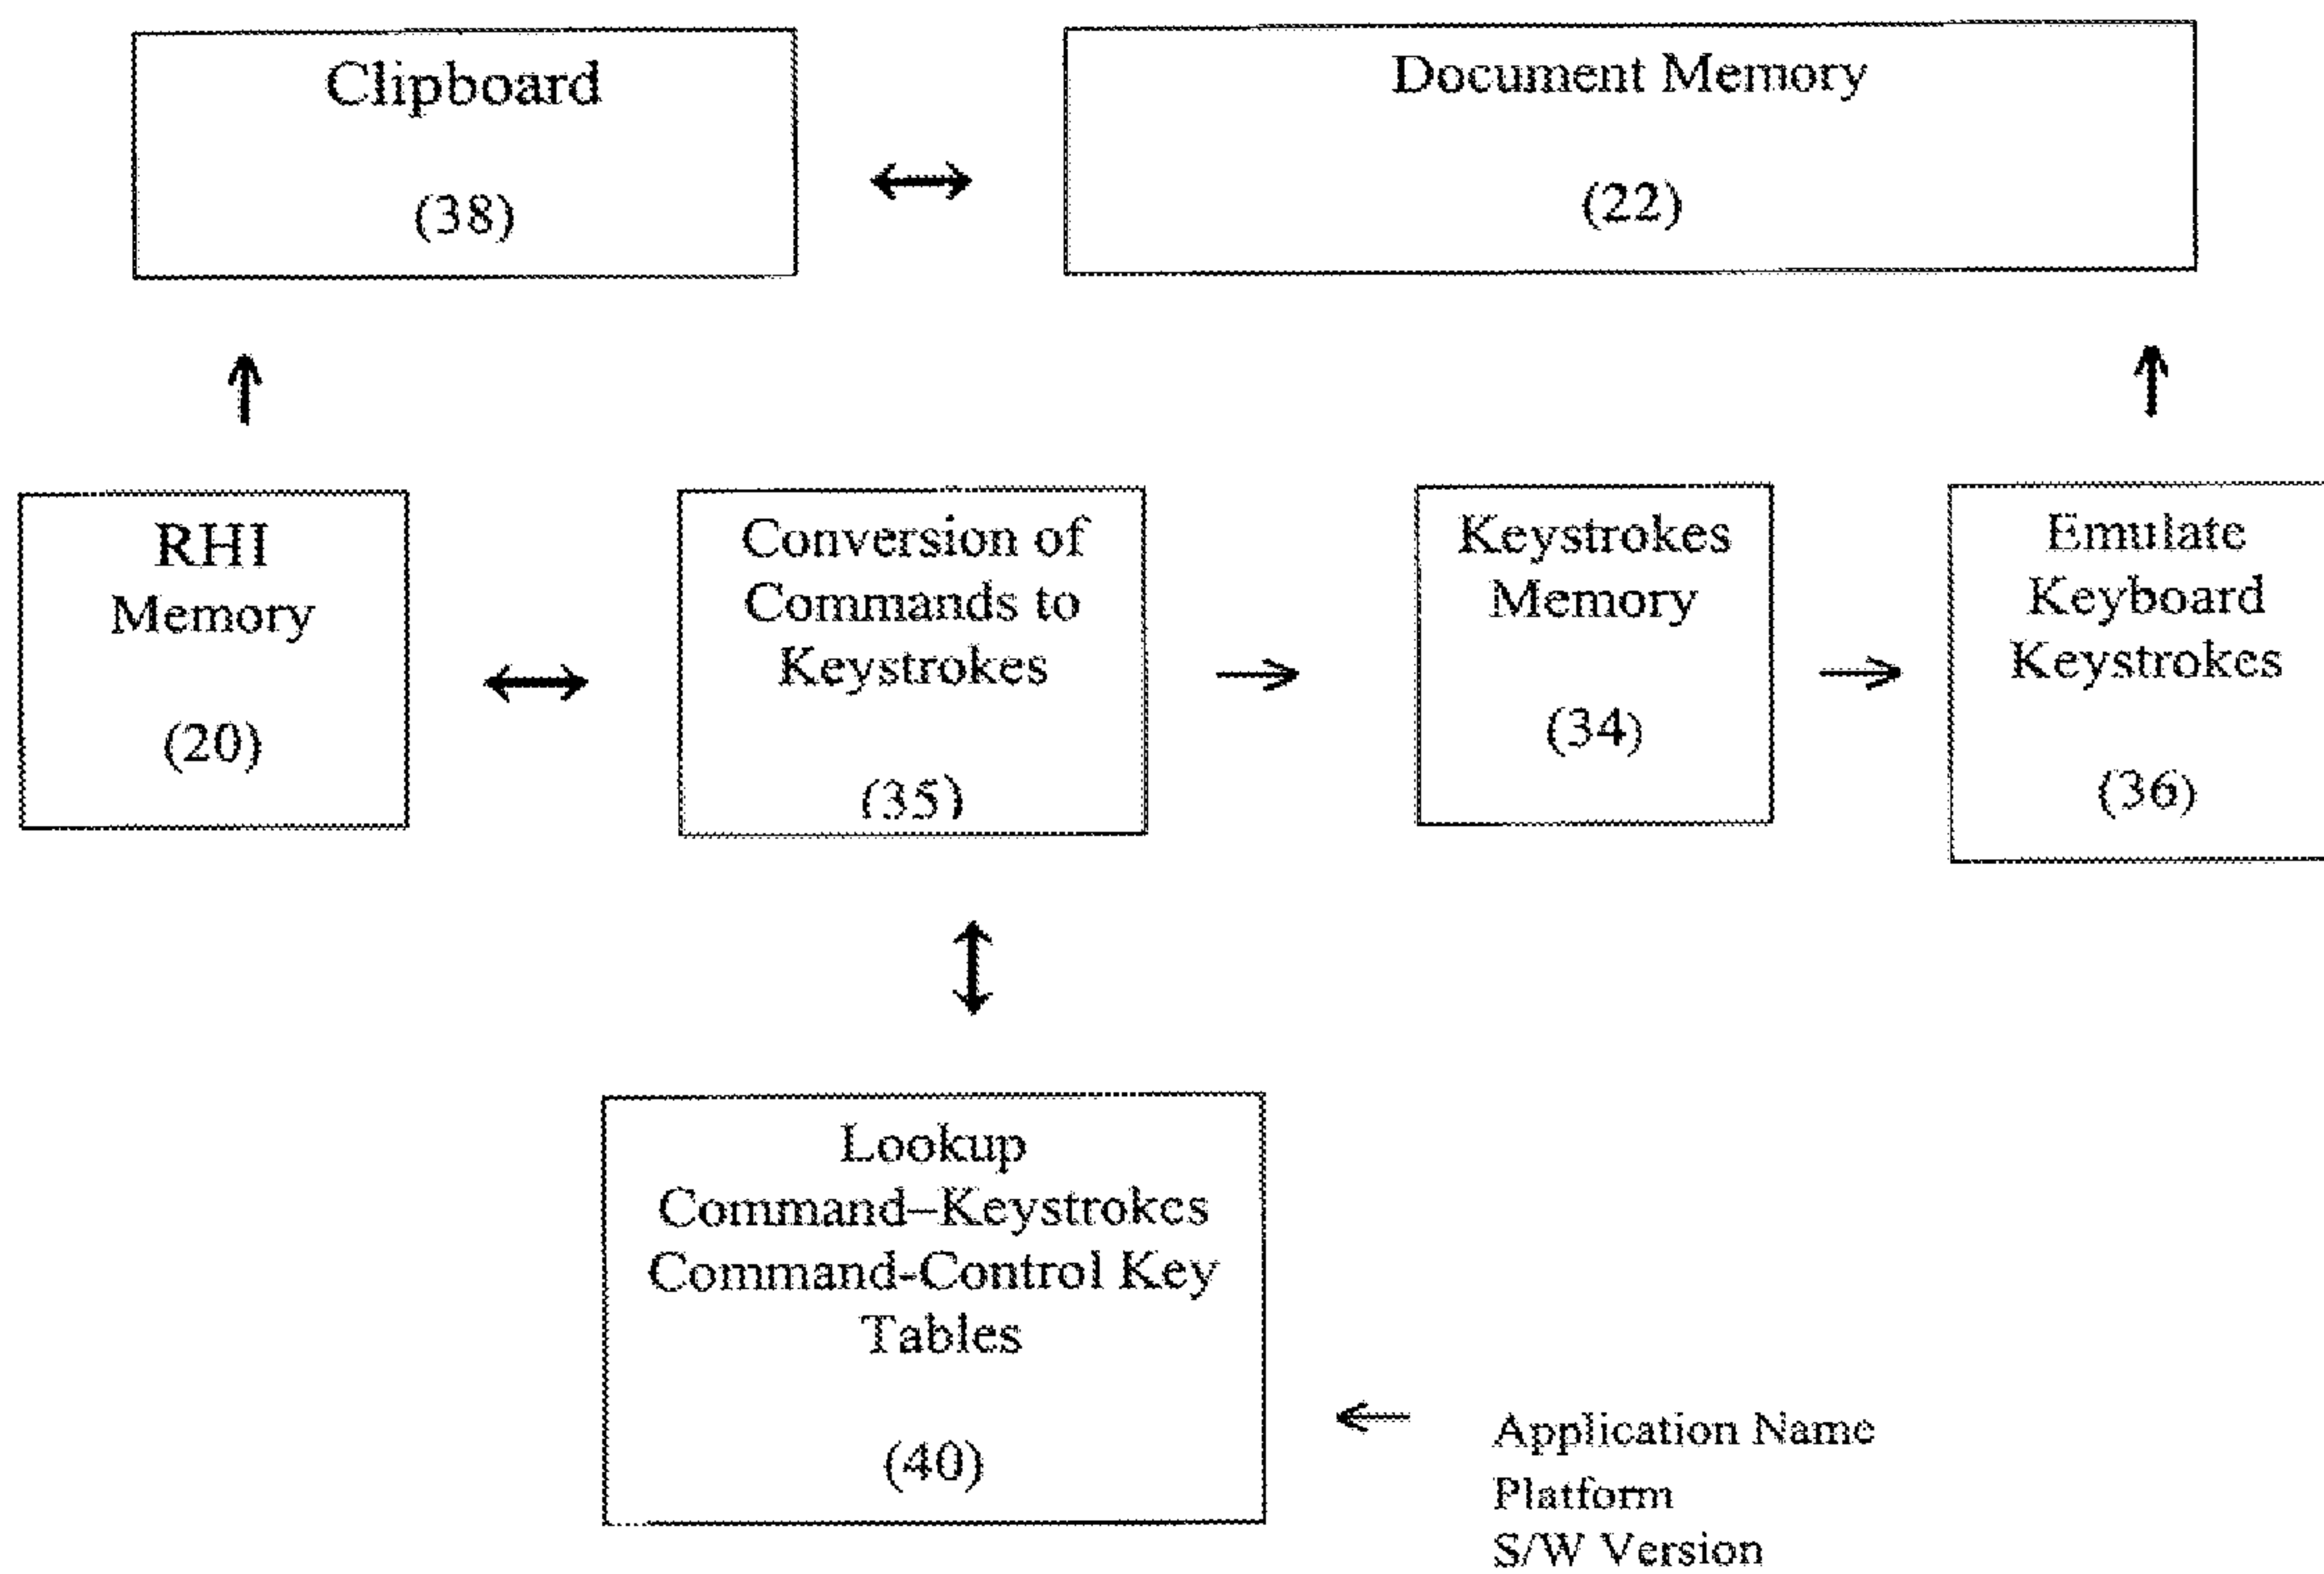 Clipboard
(38)
Document Memory
(22)
RHI
Memory
(20)
Conversion of
Commands to
Keystrokes
(35)
Keystrokes
Memory
(34)
Emulate
Keyboard
Keystrokes
(36)
Lookup
Command–Keystrokes
Command-Control Key
Tables
(40)
Application Name
Platform
S/W Version